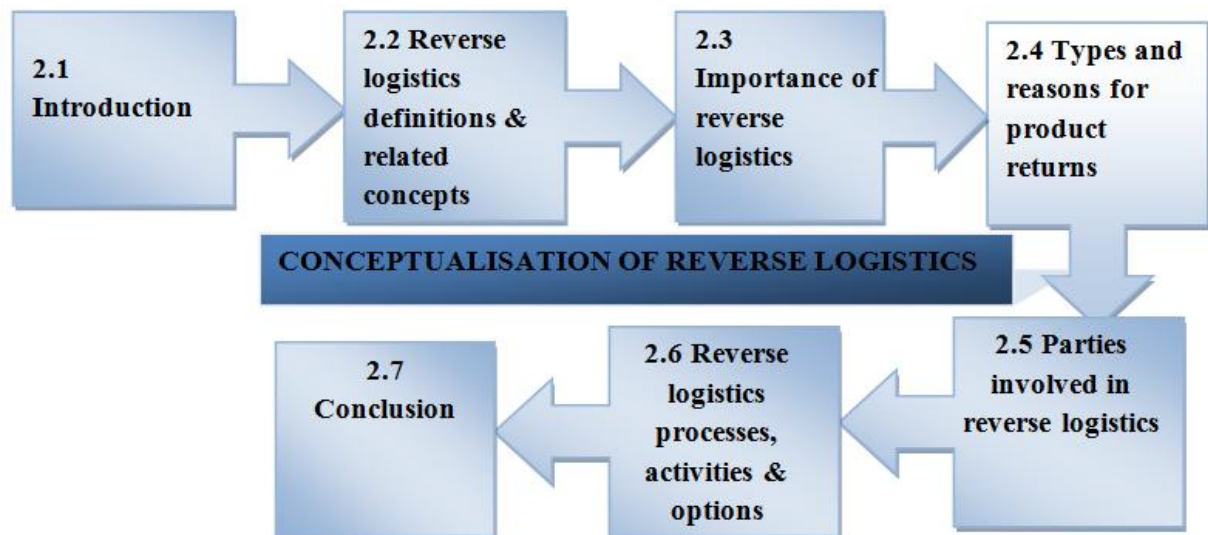 2.1
Introduction
2.2 Reverse
logistics
definitions &
related
concepts
2.3
Importance of
reverse
logistics
2.4 Types and
reasons for
product
returns
CONCEPTUALISATION OF REVERSE LOGISTICS
2.5 Parties
involved in
reverse logistics
2.6 Reverse
logistics
processes,
activities &
options
2.7
Conclusion